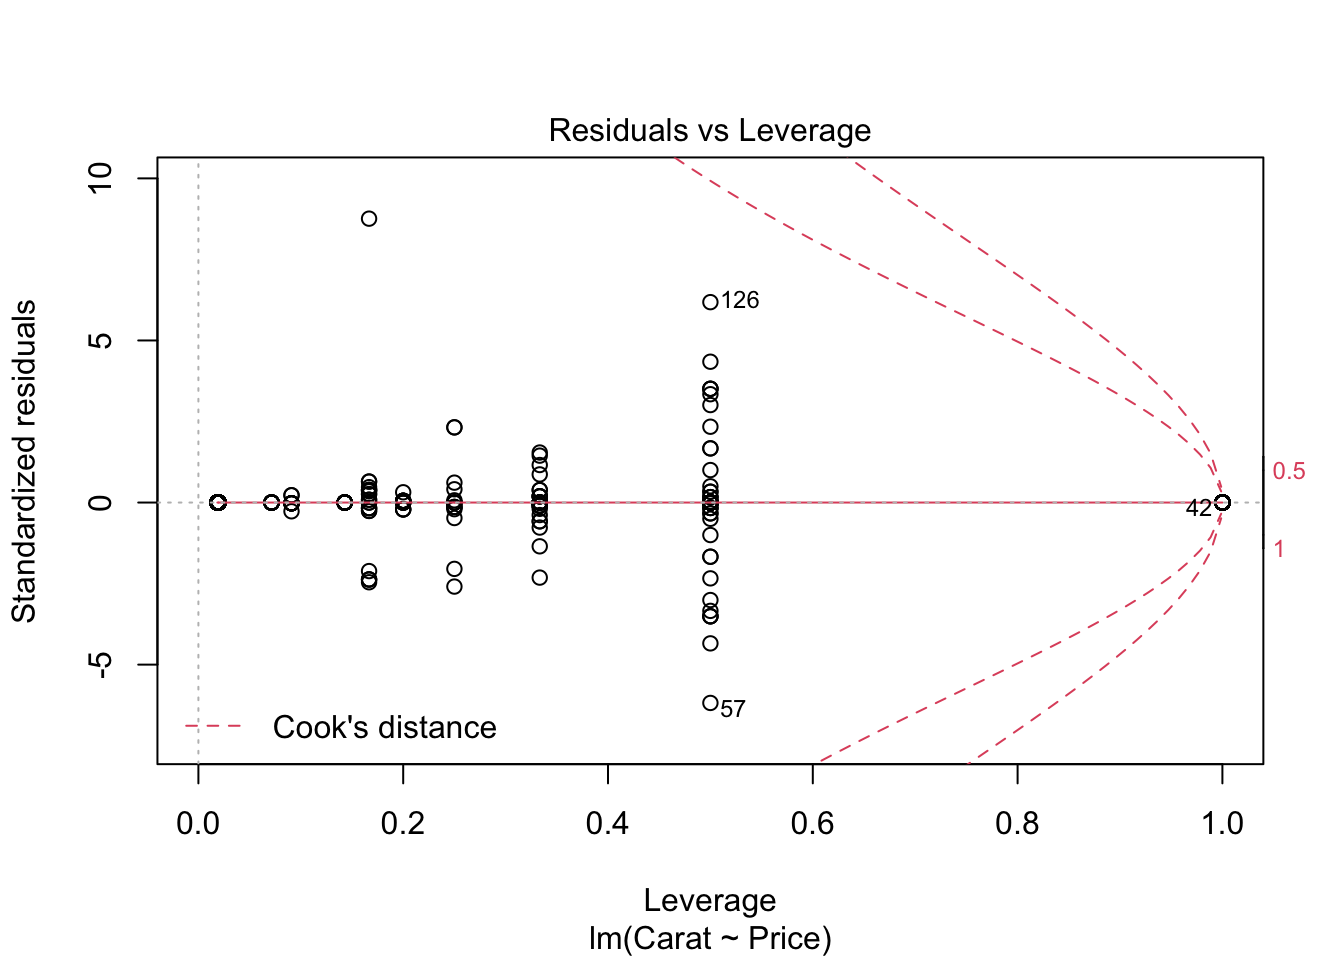 Residuals vs Leverage
10
5
0
-5
Standardized residuals
126
42
57
0.5
1
Cook's distance
0.0 0.2 0.4 0.6 0.8 1.0
Leverage
lm(Carat ~ Price)